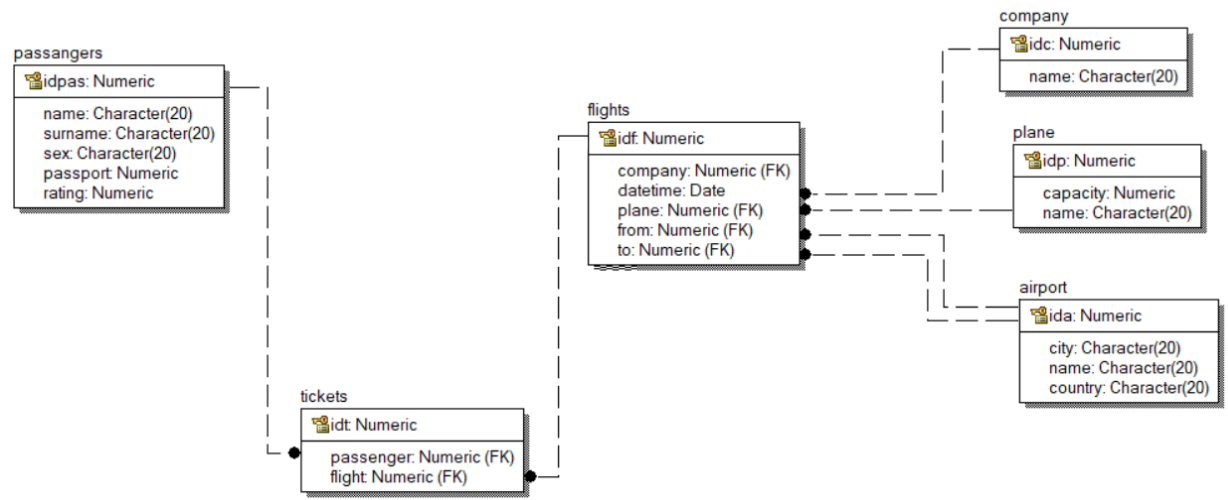 passangers
idpas: Numeric
name: Character(20)
surname: Character(20)
sex: Character(20)
passport: Numeric
rating: Numeric
flights
idf: Numeric
company: Numeric (FK)
datetime: Date
plane: Numeric (FK)
from: Numeric (FK)
to: Numeric (FK)
company
idc: Numeric
name: Character(20)
plane
idp: Numeric
capacity: Numeric
name: Character(20)
airport
ida: Numeric
city: Character(20)
name: Character(20)
country: Character(20)
tickets
idt: Numeric
passenger: Numeric (FK)
flight: Numeric (FK)